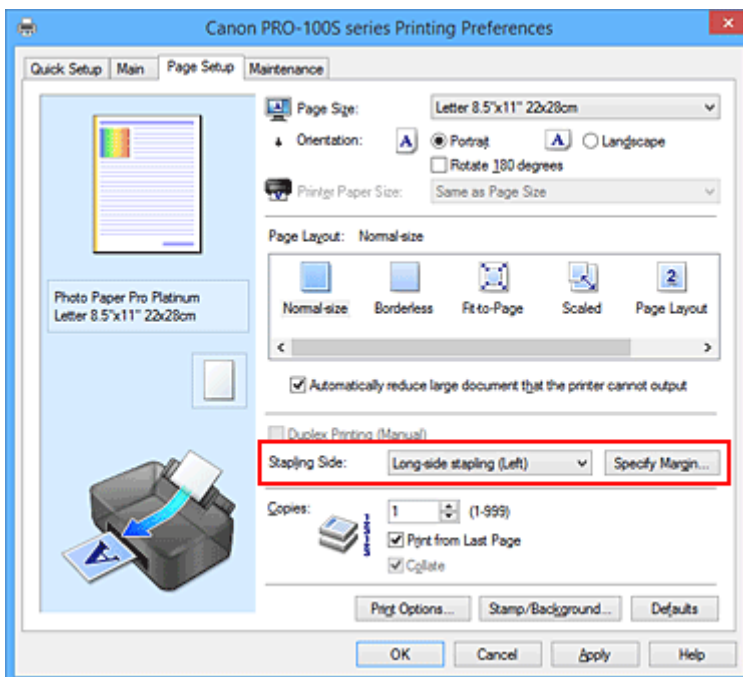 Canon PRO-100S series Printing Preferences
Quick Setup Main Page Setup Maintenance
Page Size: Letter 8.5"x11" 22x28cm
Orientation: A Portrait A Landscape
Rotate 180 degrees
Printer Paper Size: Same as Page Size
Page Layout: Normal-size
2
Normal-size Borderless Fit-to-Page Scaled Page Layout
Photo Paper Pro Platinum
Letter 8.5"x11" 22x28cm
Automatically reduce large document that the printer cannot output
Duplex Printing (Manual)
Stapling Side: Long-side stapling (Left) Specify Margin...
Copies: 1 (1-999)
Print from Last Page
Collate
A
Print Options... Stamp/Background... Defaults
OK Cancel Apply Help